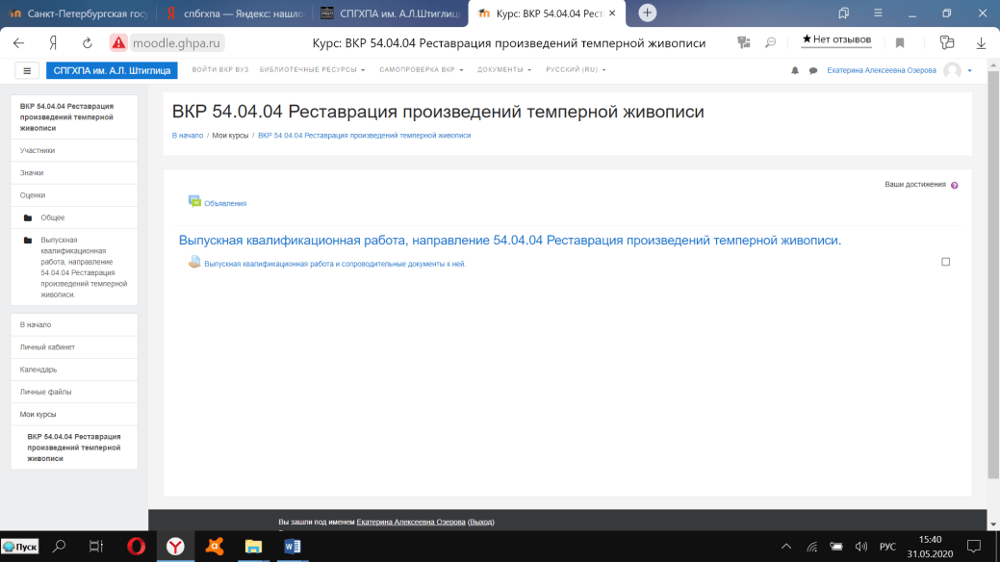 Санкт-Петербургская госу
спбгхпа — Яндекс: нашло
СПГХПА им. А.Л.Штиглиц
Курс: ВКР 54.04.04 Рест
moodle.ghpa.ru
Курс: ВКР 54.04.04 Реставрация произведений темперной живописи
★ Нет отзывов
СПГХПА им. А.Л. Штиглица
ВОЙТИ ВКР ВУЗ
БИБЛИОТЕЧНЫЕ РЕСУРСЫ
САМОПРОВЕРКА ВКР
ДОКУМЕНТЫ
РУССКИЙ (RU)
Екатерина Алексеевна Озерова
ВКР 54.04.04 Реставрация
произведений темперной
живописи
Участники
Значки
Оценки
Общее
Выпускная
квалификационная
работа, направление
54.04.04 Реставрация
произведений темперной
живописи.
В начало
Личный кабинет
Календарь
Личные файлы
Мои курсы
ВКР 54.04.04 Реставрация
произведений темперной
живописи
ВКР 54.04.04 Реставрация произведений темперной живописи
В начало / Мои курсы / ВКР 54.04.04 Реставрация произведений темперной живописи
Ваши достижения
Объявления
Выпускная квалификационная работа, направление 54.04.04 Реставрация произведений темперной живописи.
Выпускная квалификационная работа и сопроводительные документы к ней.
Вы зашли под именем Екатерина Алексеевна Озерова (Выход)
Пуск
РУС
15:40
31.05.2020